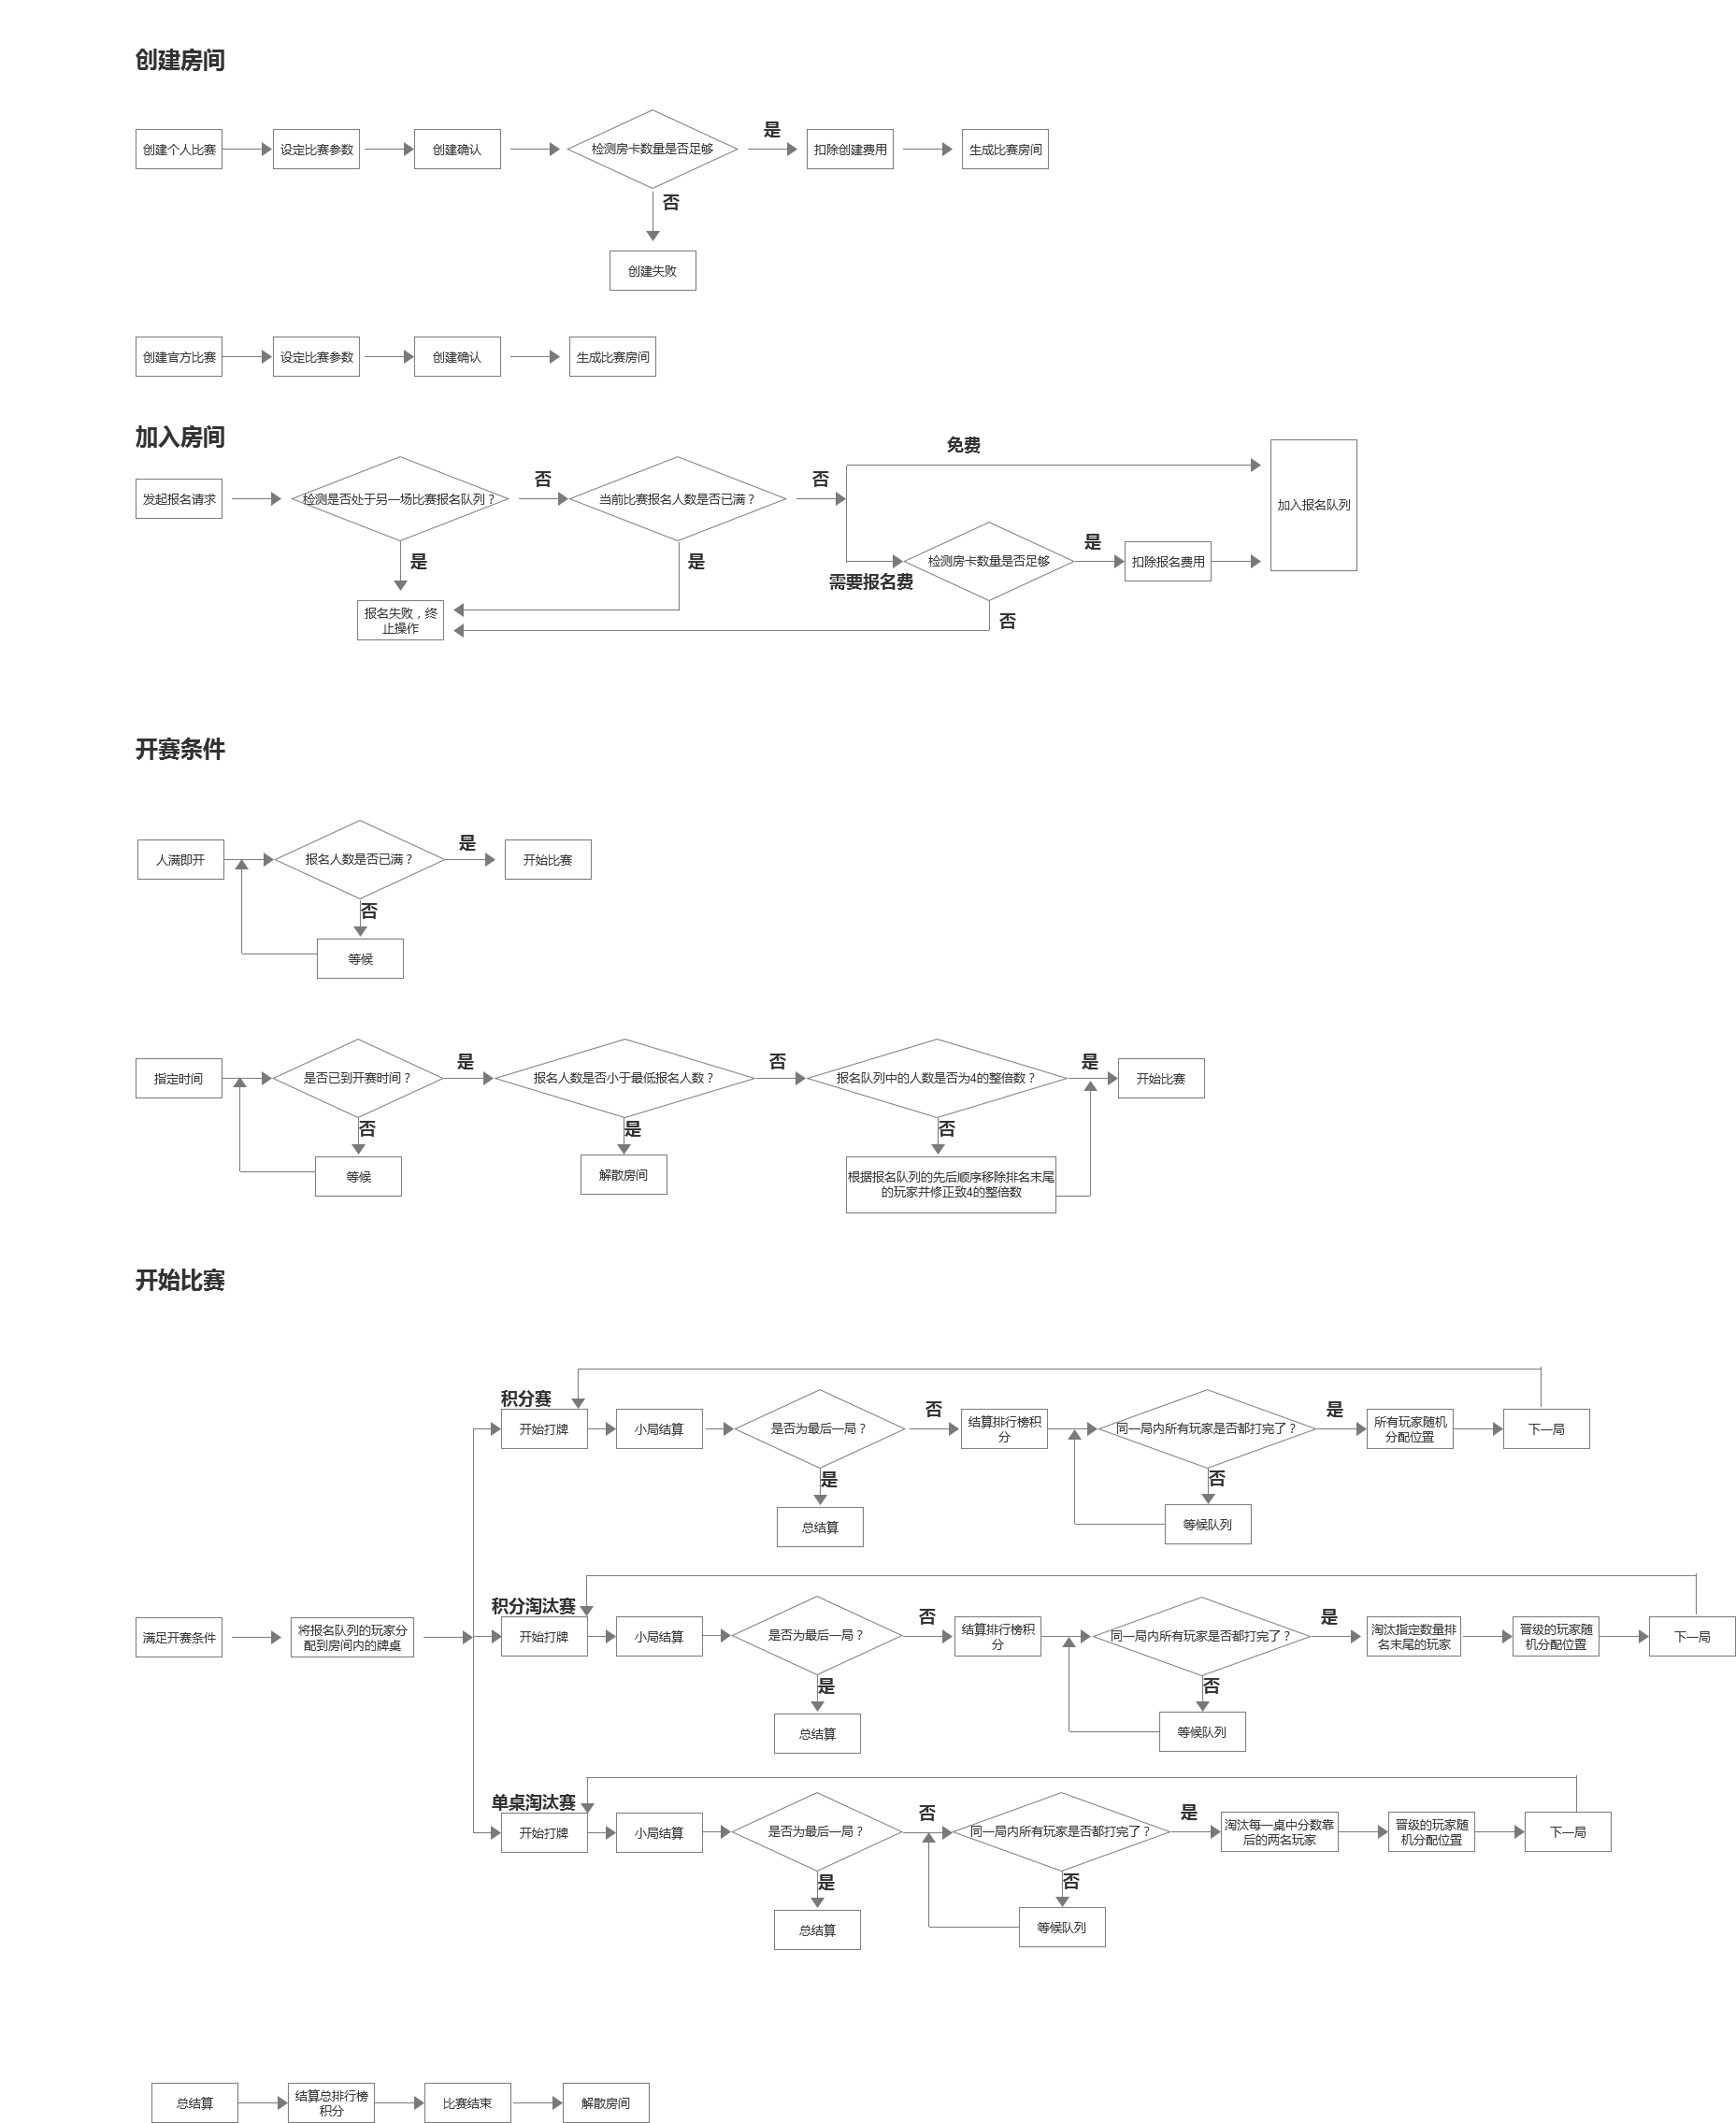 创建房间
创建个人比赛
设定比赛参数
创建确认
检测房卡数量是否足够
是
扣除创建费用
生成比赛房间
否
创建失败
创建官方比赛
设定比赛参数
创建确认
生成比赛房间
加入房间
发起报名请求
检测是否处于另一场比赛报名队列？
否
当前比赛报名人数是否已满？
否
免费
加入报名队列
是
是
需要报名费
检测房卡数量是否足够
是
扣除报名费用
否
报名失败，终
止操作
开赛条件
人满即开
报名人数是否已满？
是
开始比赛
否
等候
指定时间
是否已到开赛时间？
是
报名人数是否小于最低报名人数？
否
报名队列中的人数是否为4的整倍数？
是
开始比赛
否
等候
是
解散房间
否
根据报名队列的先后顺序移除排名末尾
的玩家并修正致4的整倍数
开始比赛
满足开赛条件
将报名队列的玩家分
配到房间内的牌桌
积分赛
开始打牌
小局结算
是否为最后一局？
否
结算排行榜积
分
同一局内所有玩家是否都打完了？
是
所有玩家随机
分配位置
下一局
是
总结算
否
等候队列
积分淘汰赛
开始打牌
小局结算
是否为最后一局？
否
结算排行榜积
分
同一局内所有玩家是否都打完了？
是
淘汰指定数量排
名末尾的玩家
晋级的玩家随
机分配位置
下一局
是
总结算
否
等候队列
单桌淘汰赛
开始打牌
小局结算
是否为最后一局？
否
同一局内所有玩家是否都打完了？
是
淘汰每一桌中分数靠
后的两名玩家
晋级的玩家随
机分配位置
下一局
是
总结算
否
等候队列
总结算
结算总排行榜
积分
比赛结束
解散房间